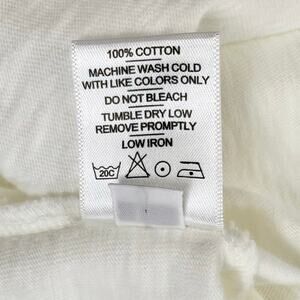 100% COTTON
MACHINE WASH COLD
WITH LIKE COLORS ONLY
DO NOT BLEACH
TUMBLE DRY LOW
REMOVE PROMPTLY
LOW IRON
20C